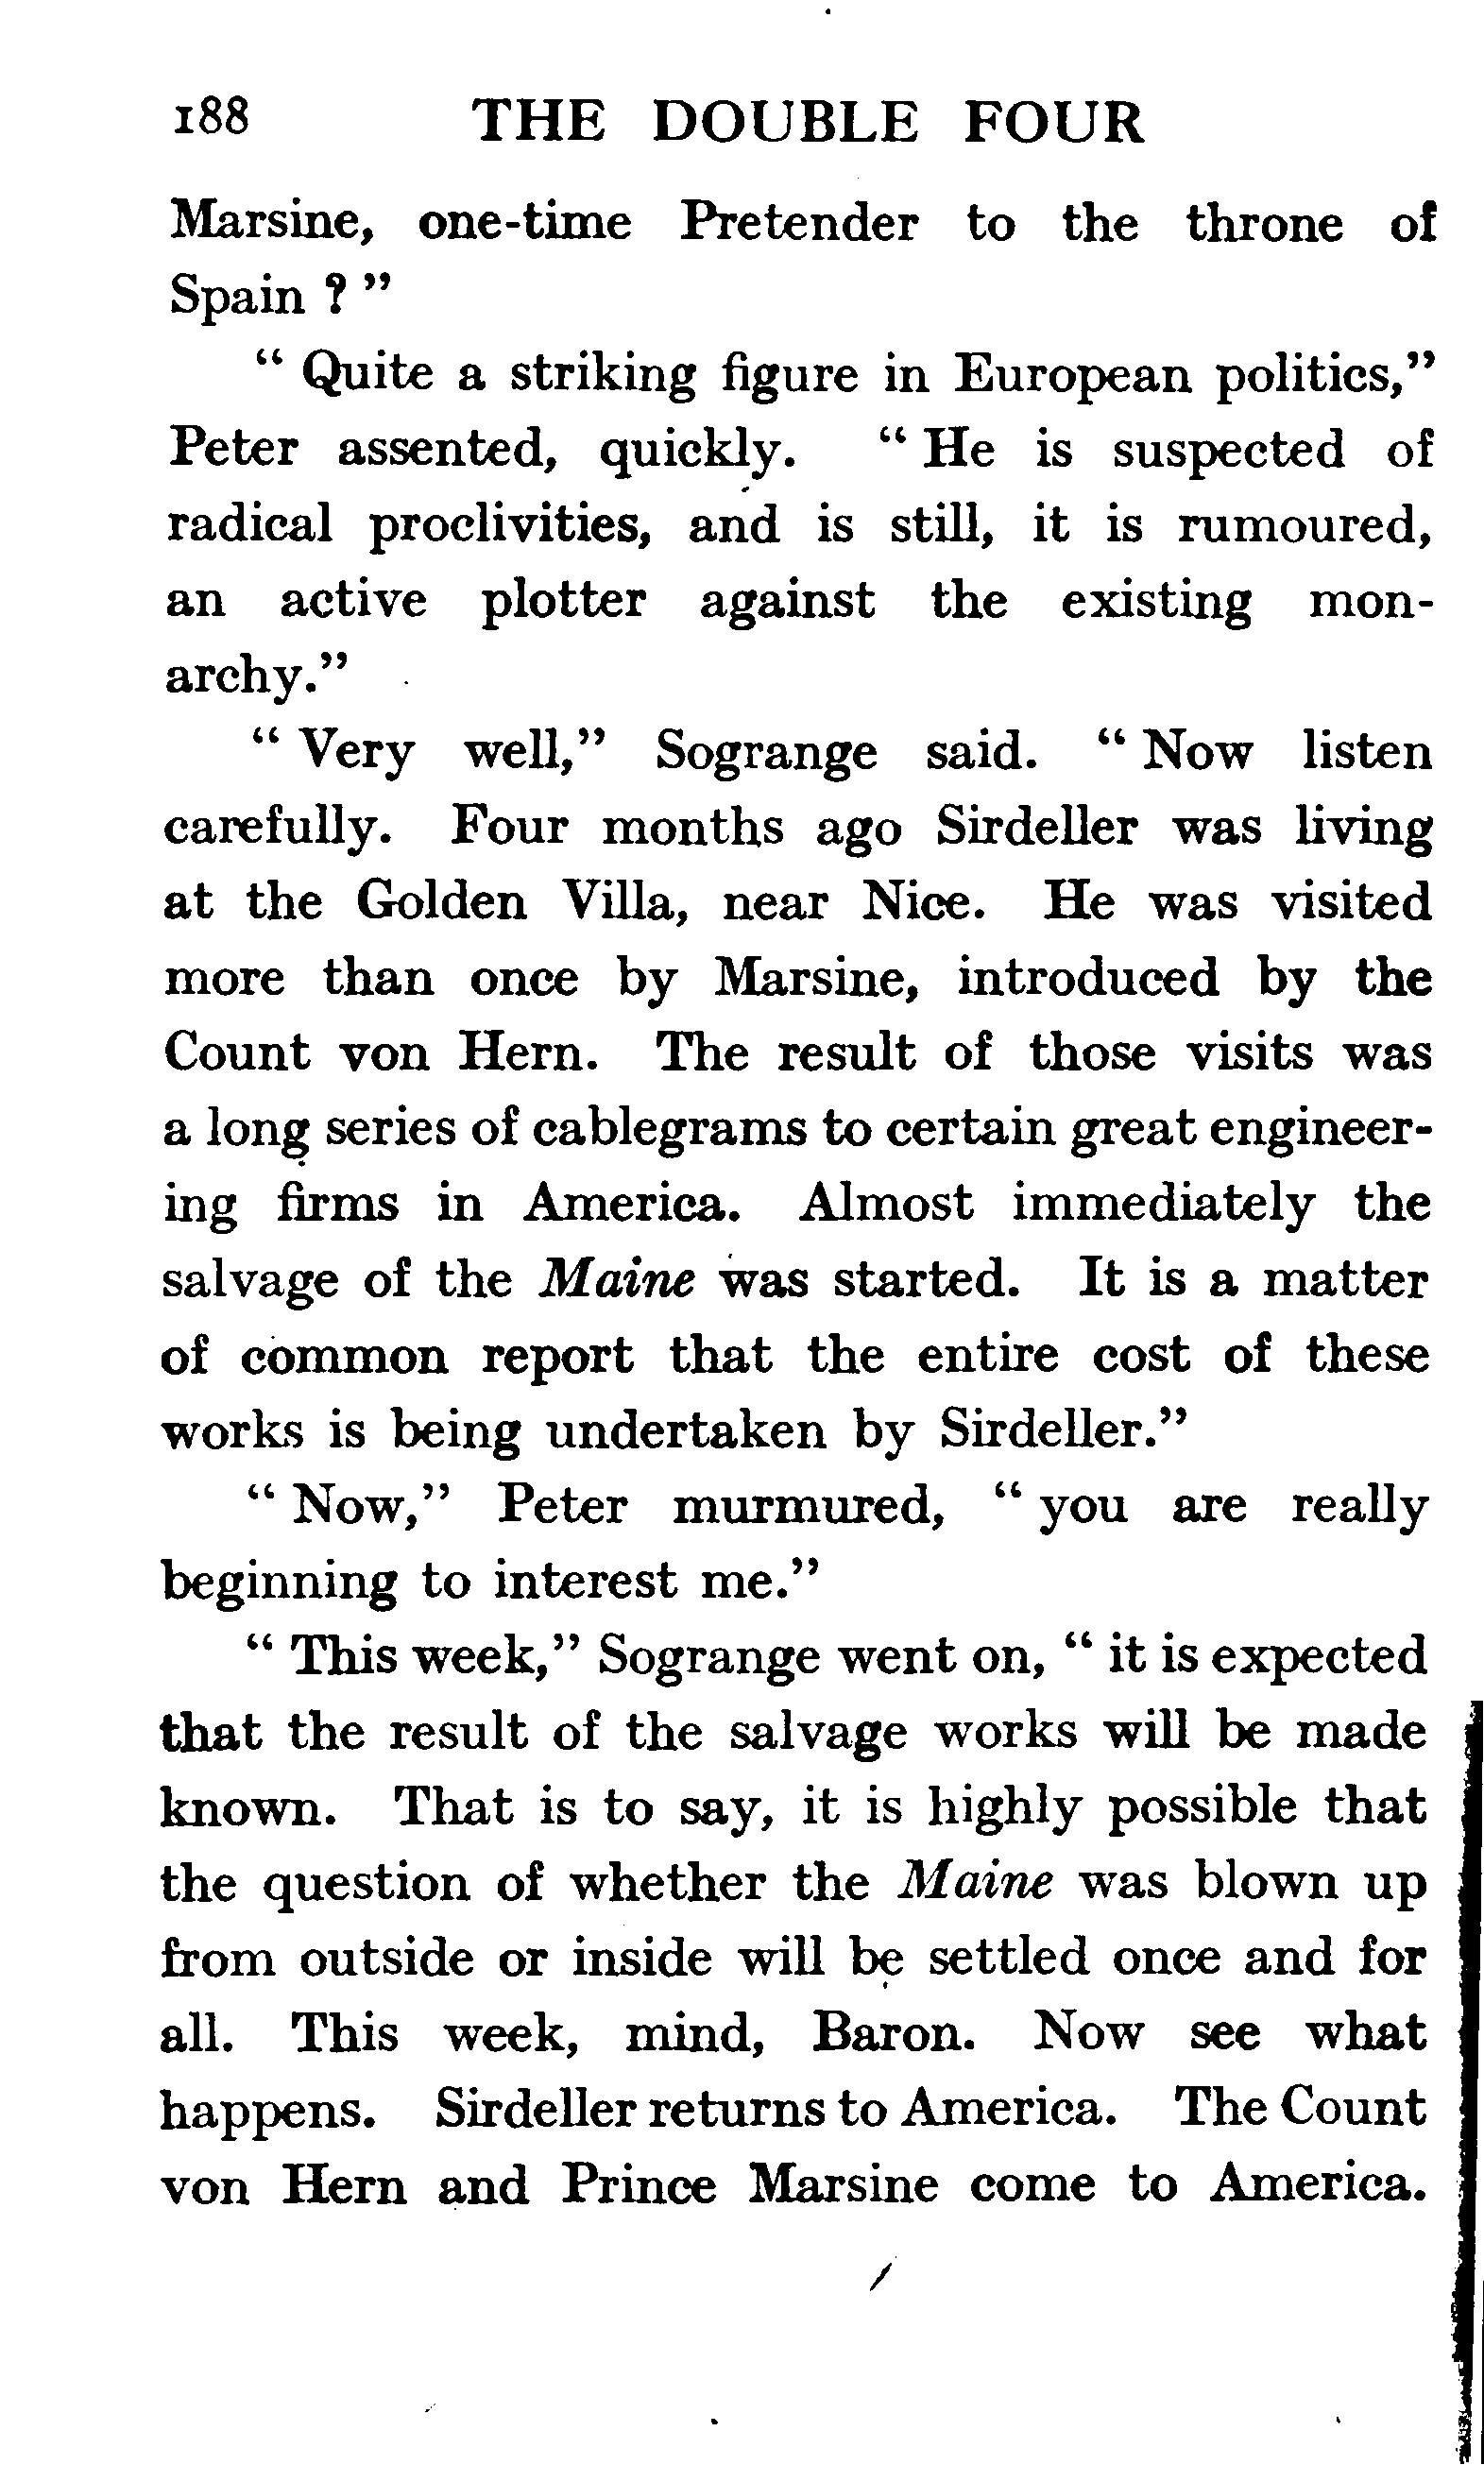 188 THE DOUBLE FOUR
Marsine, one-time Pretender to the throne of
Spain ? ”
“ Quite a striking figure in European politics,”
Peter assented, quickly. “ He is suspected of
radical proclivities, and is still, it is rumoured,
an active plotter against the existing mon-
archy.”
“ Very well,” Sogrange said. “ Now listen
carefully. Four months ago Sirdeller was living
at the Golden Villa, near Nice. He was visited
more than once by Marsine, introduced by the
Count von Hern. The result of those visits was
a long series of cablegrams to certain great engineer-
ing firms in America. Almost immediately the
salvage of the Maine was started. It is a matter
of common report that the entire cost of these
works is being undertaken by Sirdeller.”
“ Now,” Peter murmured, “ you are really
beginning to interest me.”
“ This week,” Sogrange went on, “ it is expected
that the result of the salvage works will be made
known. That is to say, it is highly possible that
the question of whether the Maine was blown up
from outside or inside will be settled once and for
all. This week, mind, Baron. Now see what
happens. Sirdeller returns to America. The Count
von Hern and Prince Marsine come to America.